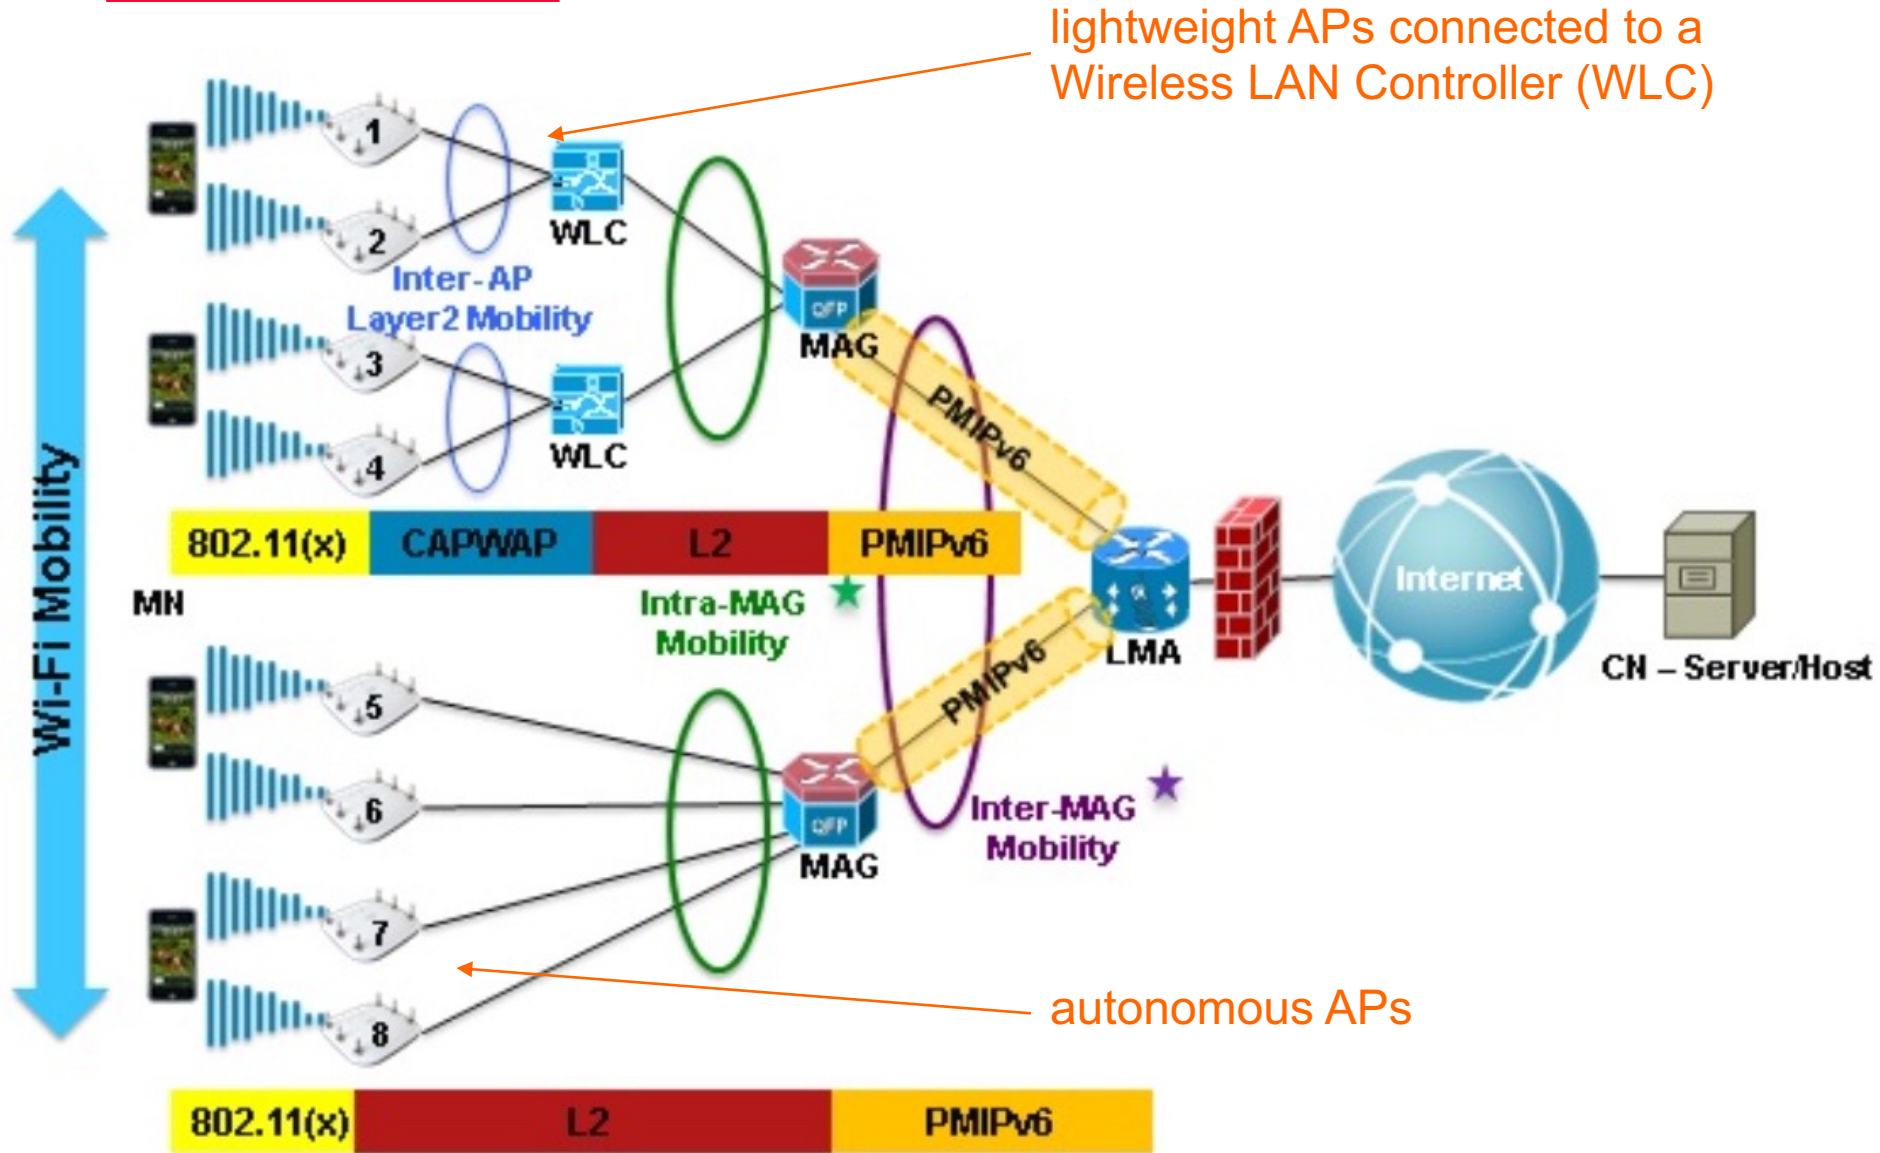 lightweight APs connected to a
Wireless LAN Controller (WLC)
1
2
WLC
Inter-AP
Layer2 Mobility
3
4
WLC
QFP
MAG
PMIPv6
802.11(x)
CAPWAP
L2
PMIPv6
MN
Intra-MAG
Mobility
Wi-Fi Mobility
LMA
Internet
CN – Server/Host
PMIPv6
5
6
7
8
QFP
MAG
Inter-MAG
Mobility
autonomous APs
802.11(x)
L2
PMIPv6